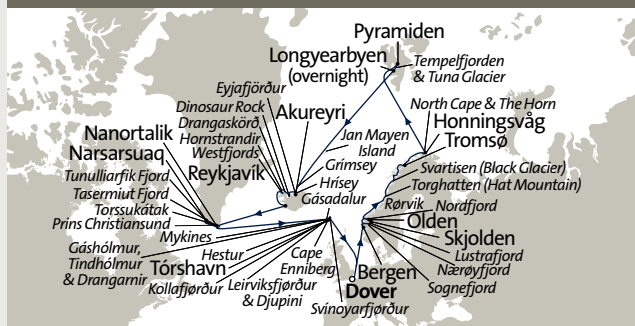 Pyramiden
Longyearbyen
(overnight)
Tempelfjorden
& Tuna Glacier
Eyjafjörður
Dinosaur Rock
Drangaskörð
Hornstrandir
Westfjords
Reykjavík
Akureyri
North Cape & The Horn
Honningsvåg
Tromsø
Jan Mayen
Island
Grímsey
Hrísey
Gásadalur
Svartisen (Black Glacier)
Torghatten (Hat Mountain)
Nanortalik
Narsarsuaq
Tunulliarfik Fjord
Tasermiut Fjord
Torssukátak
Prins Christiansund
Mykines
Gáshólmur,
Tindhólmur
& Drangarnir
Hestur
Tórshavn
Kollafjørður
Leirviksfjørður
& Djupini
Cape
Enniberg
Svínoyarfjørður
Rørvik
Nordfjord
Olden
Skjolden
Lustrafjord
Nærøyfjord
Sognefjord
Bergen
Dover